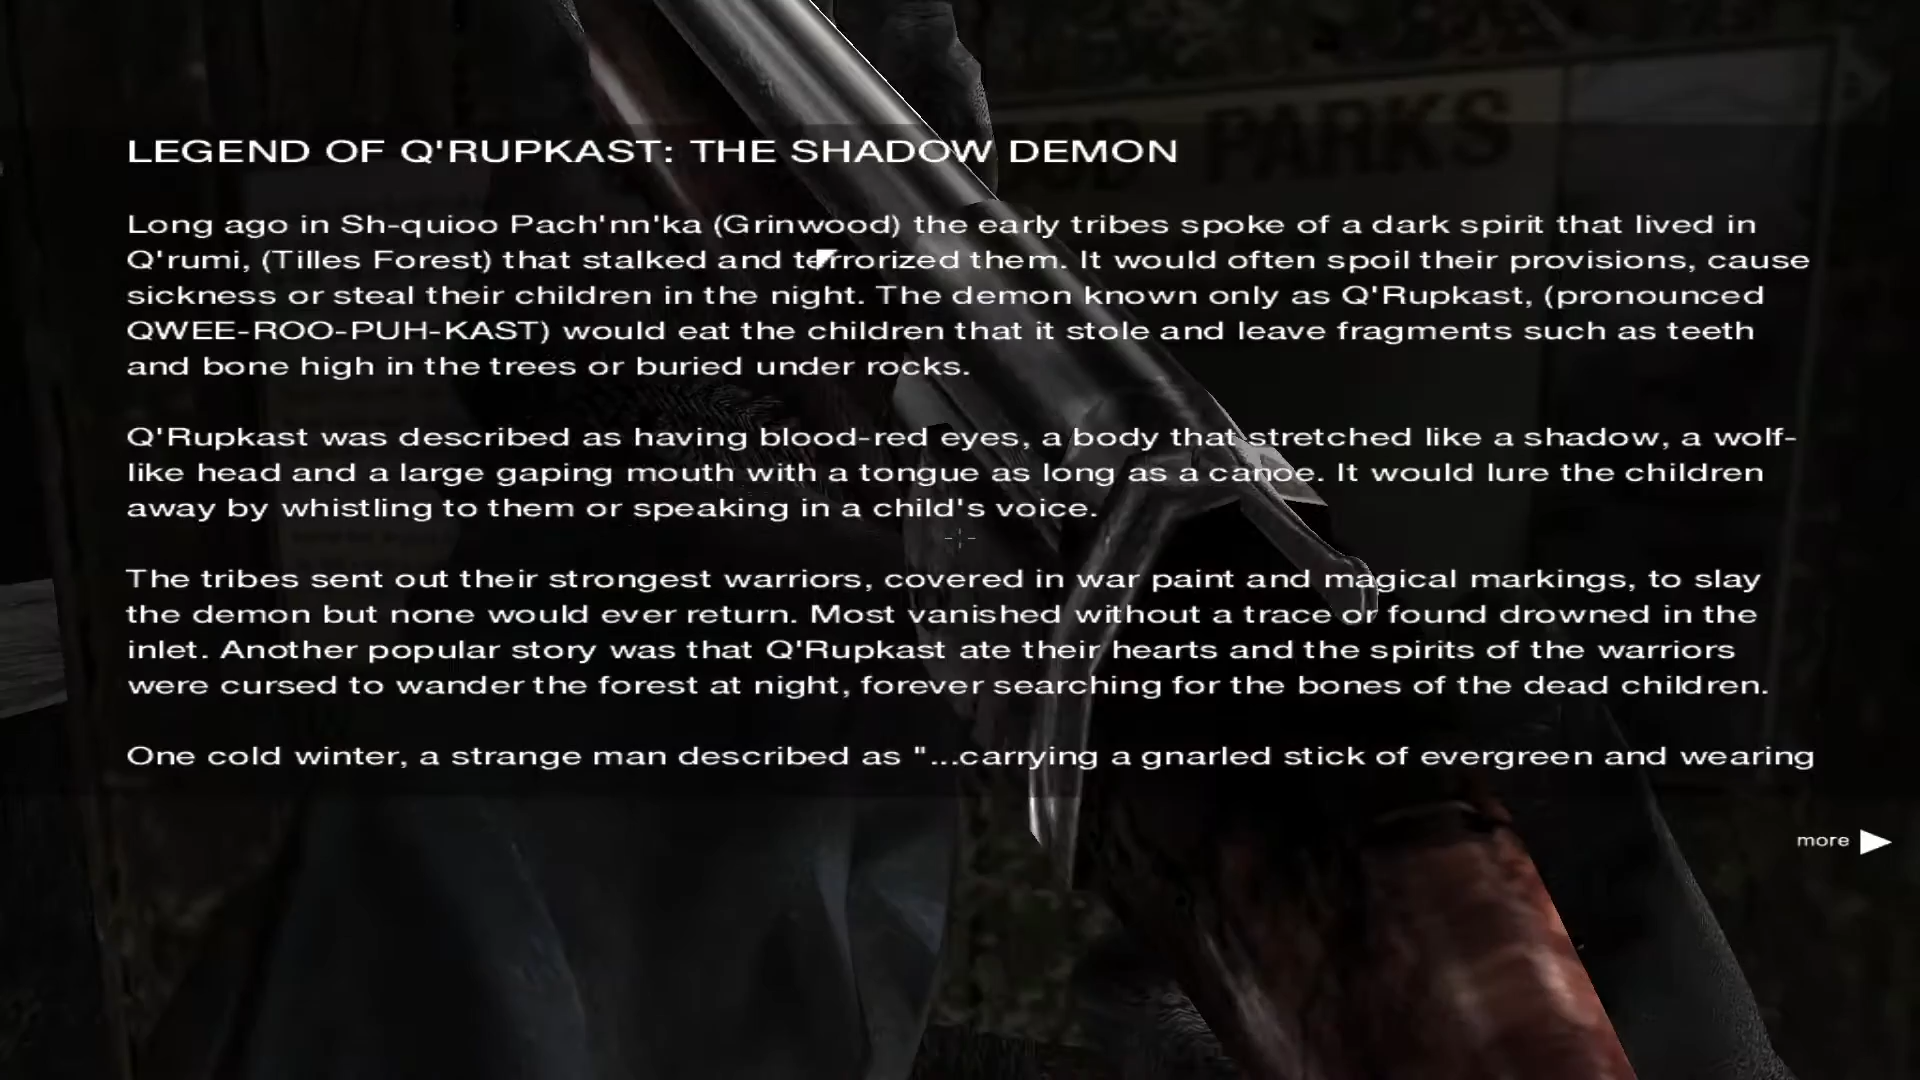 PARKS
LEGEND OF Q'RUPKAST: THE SHADOW DEMON
Long ago in Sh-quioo Pach'nn'ka (Grinwood) the early tribes spoke of a dark spirit that lived in
Q'rumi, (Tilles Forest) that stalked and terrorized them. It would often spoil their provisions, cause
sickness or steal their children in the night. The demon known only as Q'Rupkast, (pronounced
QWEE-ROO-PUH-KAST) would eat the children that it stole and leave fragments such as teeth
and bone high in the trees or buried under rocks.
Q'Rupkast was described as having blood-red eyes, a body that stretched like a shadow, a wolf-
like head and a large gaping mouth with a tongue as long as a canoe. It would lure the children
away by whistling to them or speaking in a child's voice.
The tribes sent out their strongest warriors, covered in war paint and magical markings, to slay
the demon but none would ever return. Most vanished without a trace or found drowned in the
inlet. Another popular story was that Q'Rupkast ate their hearts and the spirits of the warriors
were cursed to wander the forest at night, forever searching for the bones of the dead children.
One cold winter, a strange man described as "...carrying a gnarled stick of evergreen and wearing
more